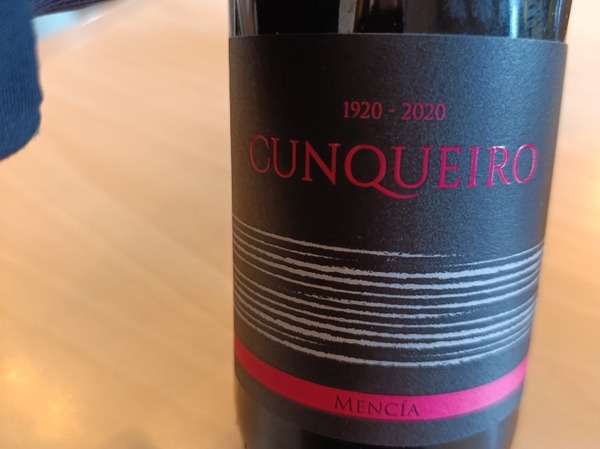 1920 - 2020
CUNQUEIRO
MENCÍA